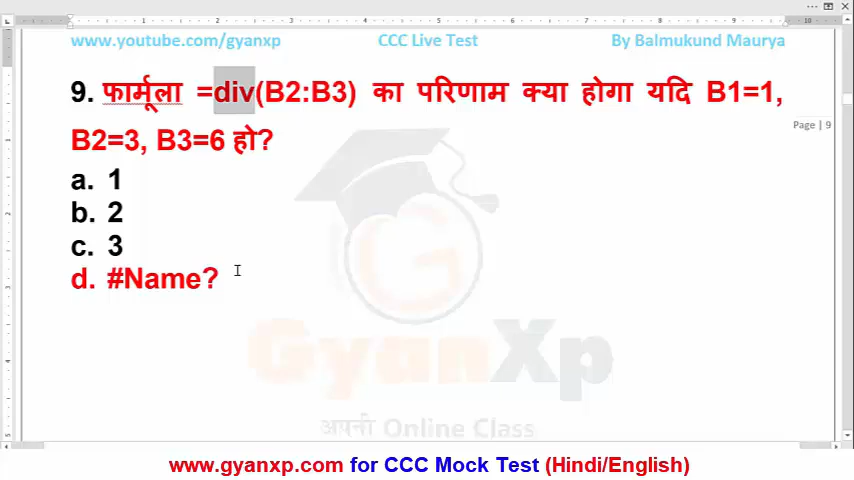 www.youtube.com/gyanxp CCC Live Test By Balmukund Maurya
9. फार्मूला =div(B2:B3) का परिणाम क्या होगा यदि B1=1,
Page | 9
B2=3, B3=6 हो?
a. 1
b. 2
c. 3
d. #Name?
GyanXp
अपनी Online Class
www.gyanxp.com for CCC Mock Test (Hindi/English)